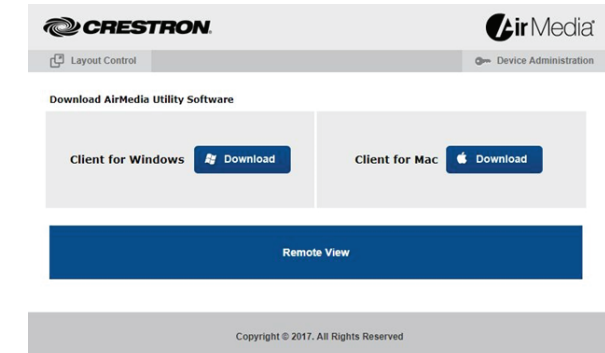 CRESTRON.
AirMedia
Layout Control
Device Administration
Download AirMedia Utility Software
Client for Windows Download
Client for Mac Download
Remote View
Copyright © 2017. All Rights Reserved